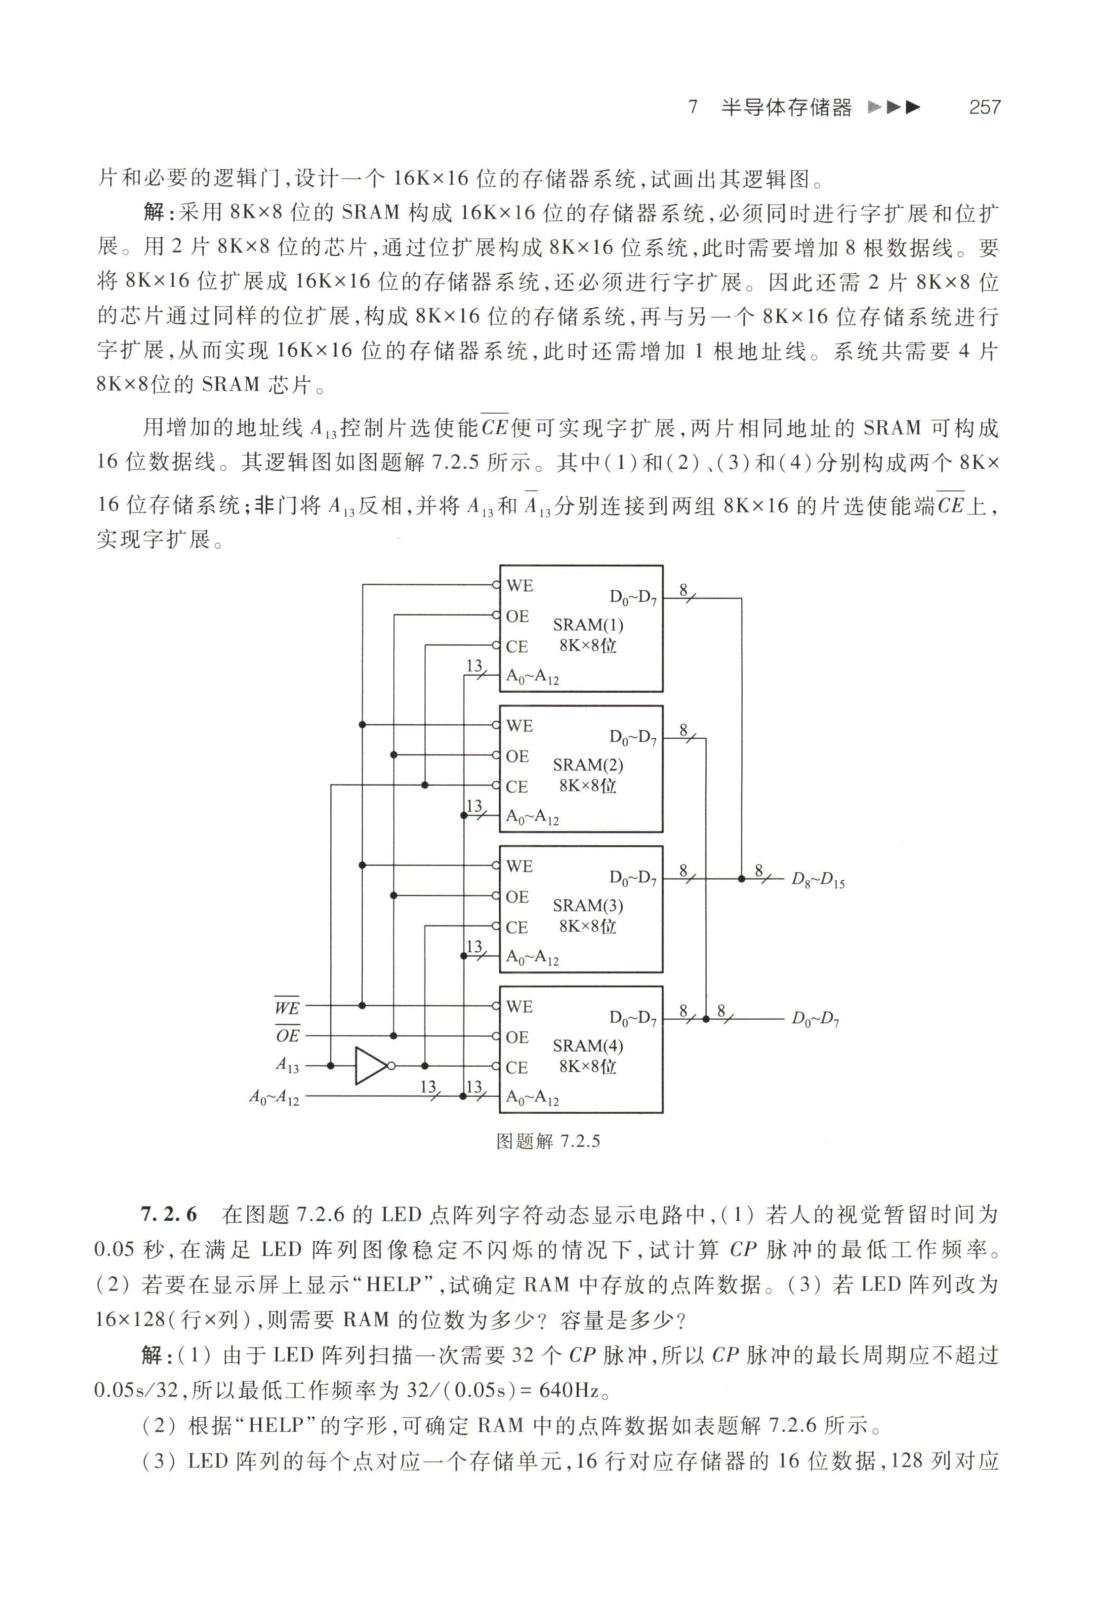 7 半导体存储器 ▶▶▶ 257
片和必要的逻辑门,设计一个 16K×16 位的存储器系统,试画出其逻辑图。
解:采用 8K×8 位的 SRAM 构成 16K×16 位的存储器系统,必须同时进行字扩展和位扩
展。用 2 片 8K×8 位的芯片,通过位扩展构成 8K×16 位系统,此时需要增加 8 根数据线。要
将 8K×16 位扩展成 16K×16 位的存储器系统,还必须进行字扩展。因此还需 2 片 8K×8 位
的芯片通过同样的位扩展,构成 8K×16 位的存储系统,再与另一个 8K×16 位存储系统进行
字扩展,从而实现 16K×16 位的存储器系统,此时还需增加 1 根地址线。系统共需要 4 片
8K×8位的 SRAM 芯片。
用增加的地址线 A₁₃控制片选使能C̅E̅便可实现字扩展,两片相同地址的 SRAM 可构成
16 位数据线。其逻辑图如图题解 7.2.5 所示。其中(1)和(2)、(3)和(4)分别构成两个 8K×
16 位存储系统;非门将 A₁₃反相,并将 A₁₃和 A̅₁₃分别连接到两组 8K×16 的片选使能端C̅E̅上,
实现字扩展。
WE
D₀~D₇
8
OE
SRAM(1)
CE
8K×8位
13
A₀~A₁₂
WE
D₀~D₇
8
OE
SRAM(2)
CE
8K×8位
13
A₀~A₁₂
WE
D₀~D₇
8
8
D₈~D₁₅
OE
SRAM(3)
CE
8K×8位
13
A₀~A₁₂
W̅E̅
WE
D₀~D₇
8
8
D₀~D₇
O̅E̅
OE
SRAM(4)
A₁₃
CE
8K×8位
A₀~A₁₂
13
13
A₀~A₁₂
图题解 7.2.5
7.2.6 在图题 7.2.6 的 LED 点阵列字符动态显示电路中,(1) 若人的视觉暂留时间为
0.05 秒,在满足 LED 阵列图像稳定不闪烁的情况下,试计算 CP 脉冲的最低工作频率。
(2) 若要在显示屏上显示“HELP”,试确定 RAM 中存放的点阵数据。(3) 若 LED 阵列改为
16×128(行×列),则需要 RAM 的位数为多少? 容量是多少?
解:(1) 由于 LED 阵列扫描一次需要 32 个 CP 脉冲,所以 CP 脉冲的最长周期应不超过
0.05s/32,所以最低工作频率为 32/(0.05s)= 640Hz。
(2) 根据“HELP”的字形,可确定 RAM 中的点阵数据如表题解 7.2.6 所示。
(3) LED 阵列的每个点对应一个存储单元,16 行对应存储器的 16 位数据,128 列对应